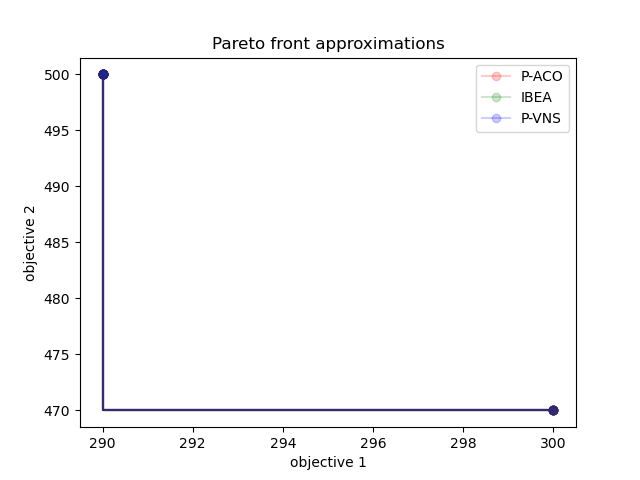 Pareto front approximations
P-ACO
IBEA
P-VNS
objective 2
500
495
490
485
480
475
470
290 292 294 296 298 300
objective 1